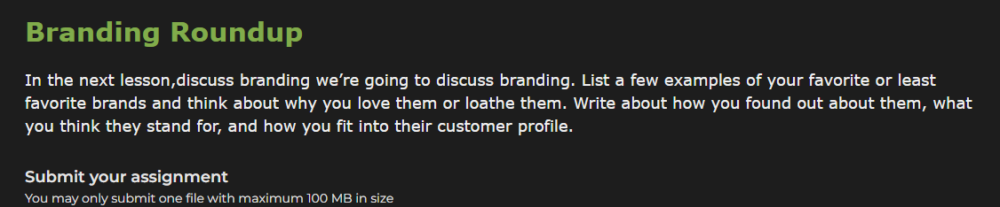 Branding Roundup
In the next lesson,discuss branding we’re going to discuss branding. List a few examples of your favorite or least
favorite brands and think about why you love them or loathe them. Write about how you found out about them, what
you think they stand for, and how you fit into their customer profile.
Submit your assignment
You may only submit one file with maximum 100 MB in size